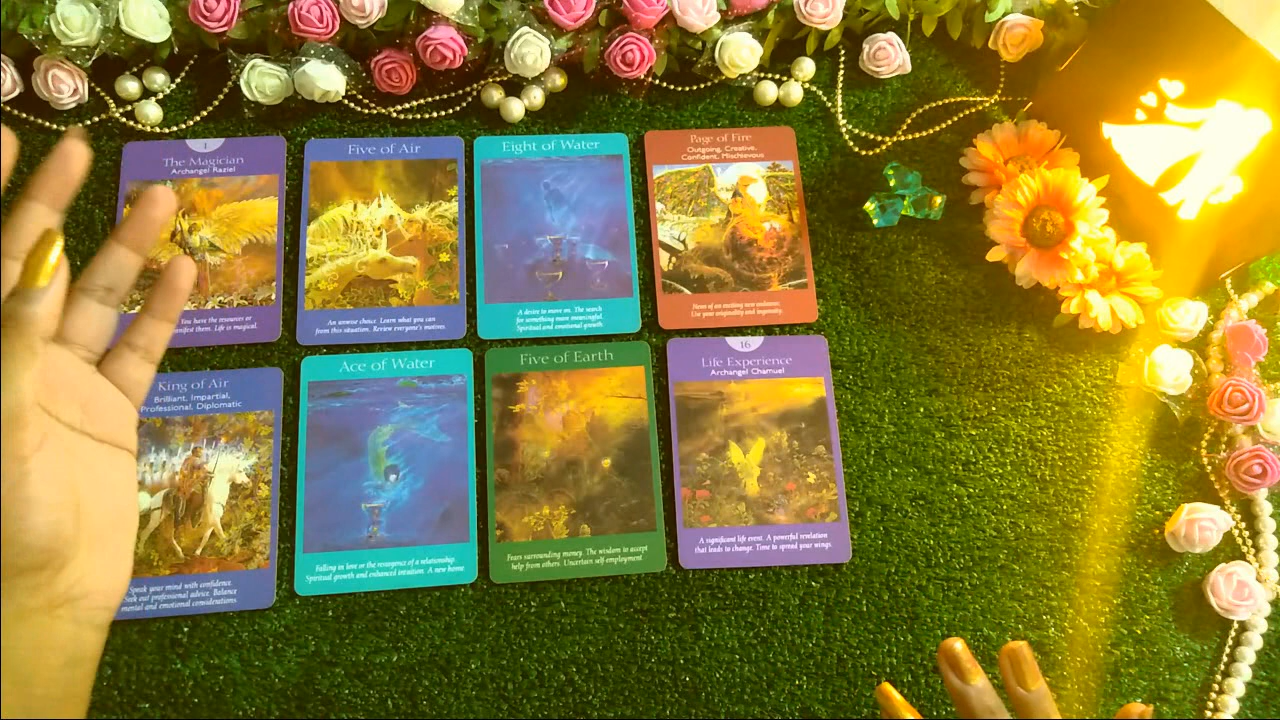 1
The Magician
Archangel Raziel
You have the resources or
manifest them. Life is magical.
Five of Air
An unwise choice. Learn what you can
from this situation. Review everyone's motives.
Eight of Water
A desire to move on. The search
for something more meaningful.
Spiritual and emotional growth
Page of Fire
Outgoing, Creative,
Confident, Mischievous
News of an exciting new endeavor.
Use your originality and ingenuity.
King of Air
Brilliant, Impartial,
Professional, Diplomatic
Speak your mind with confidence.
Seek out professional advice. Balance
mental and emotional considerations.
Ace of Water
Falling in love or the resurgence of a relationship.
Spiritual growth and enhanced intuition. A new home.
Five of Earth
Fears surrounding money. The wisdom to accept
help from others. Uncertain self-employment.
16
Life Experience
Archangel Chamuel
A significant life event. A powerful revelation
that leads to change. Time to spread your wings.